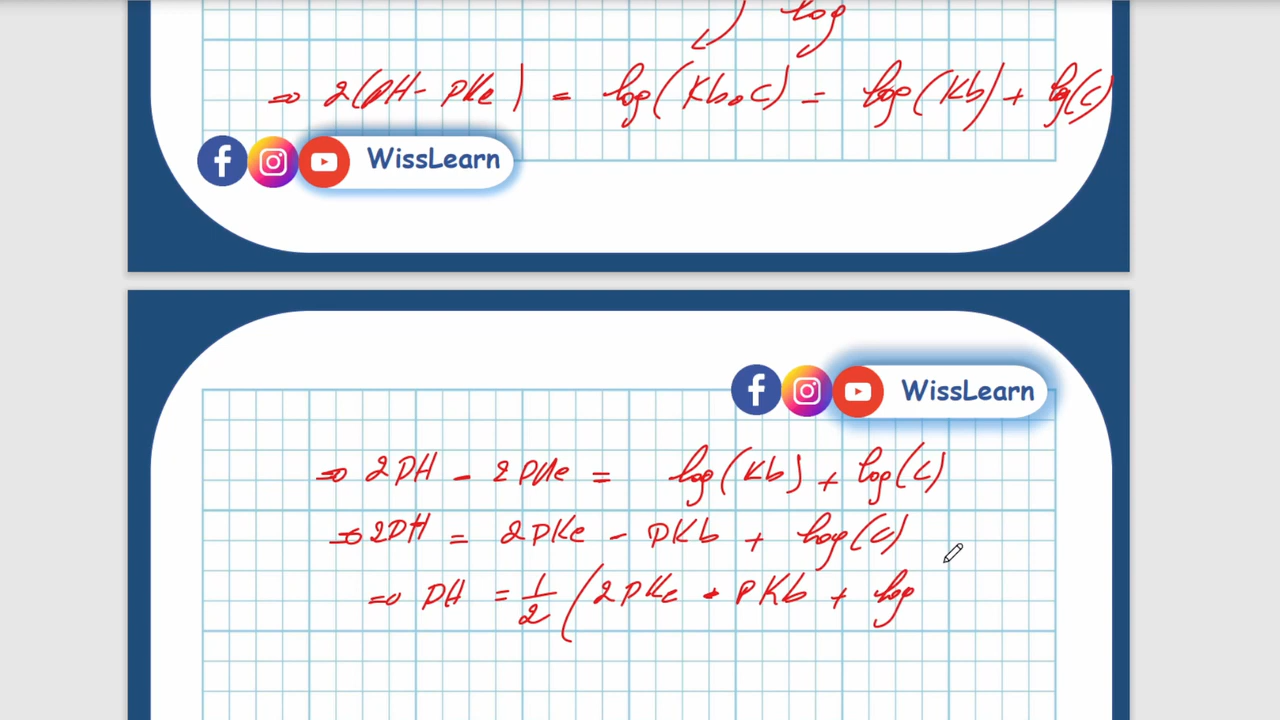 log
⇒ 2(PH - PKe) = log(Kb.C) = log(Kb) + log(C)
WissLearn
WissLearn
⇒ 2PH - 2PKe = log(Kb) + log(C)
⇒ 2PH = 2PKe - PKb + log(C)
⇒ PH = 1/2 (2PKe - PKb + log